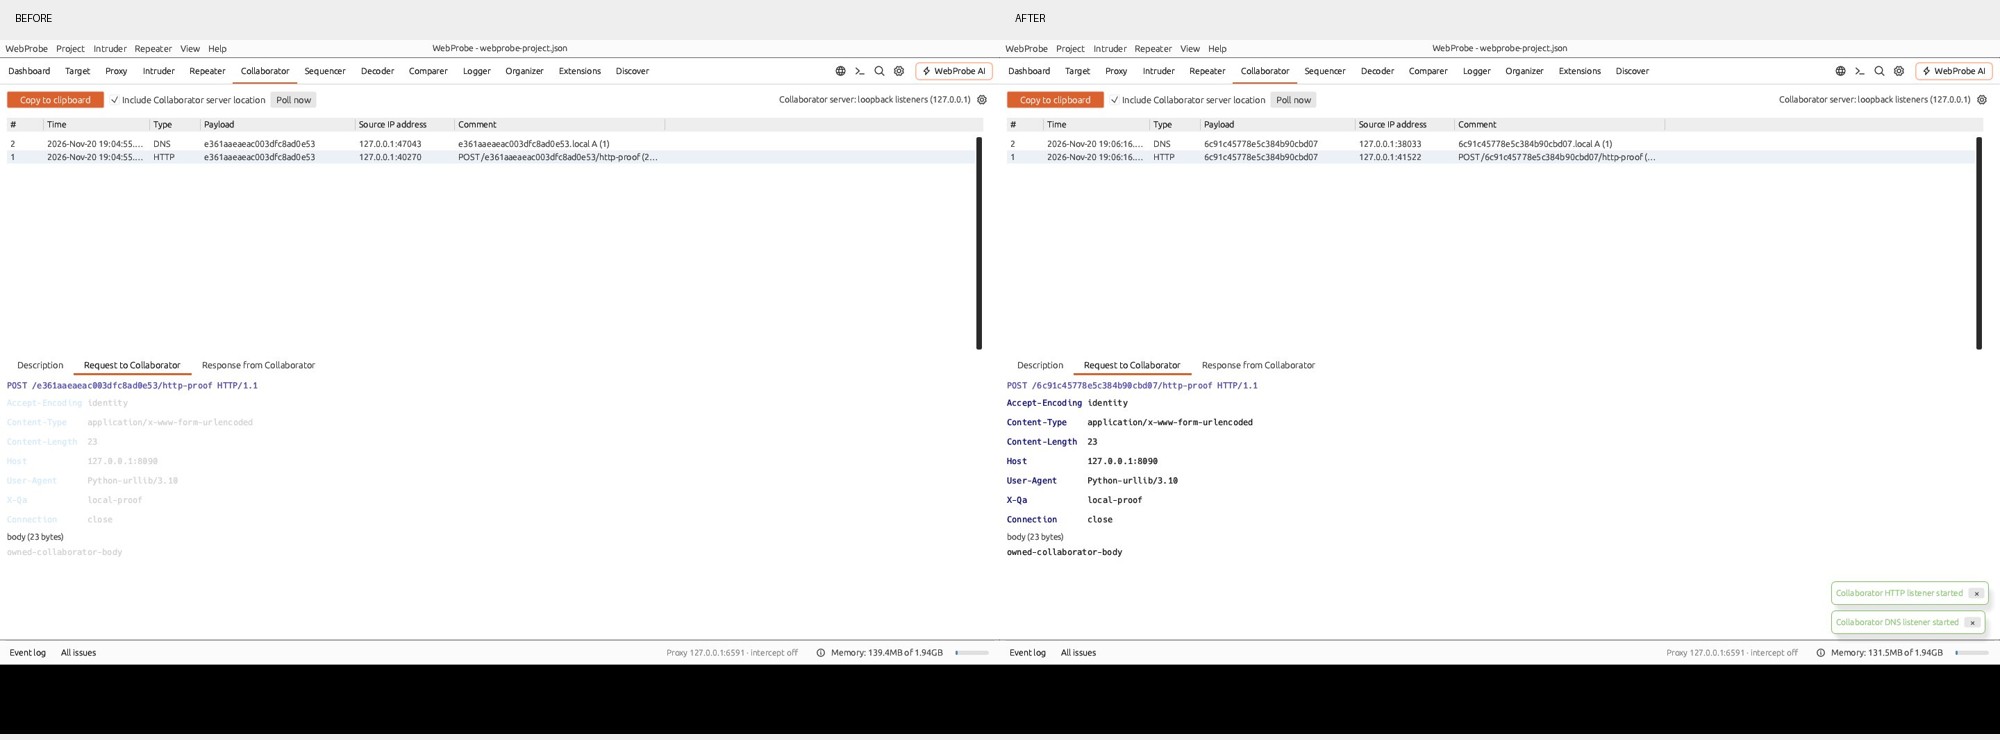 BEFORE
WebProbe Project Intruder Repeater View Help WebProbe - webprobe-project.json
Dashboard Target Proxy Intruder Repeater Collaborator Sequencer Decoder Comparer Logger Organizer Extensions Discover WebProbe AI
Copy to clipboard Include Collaborator server location Poll now Collaborator server: loopback listeners (127.0.0.1)
# Time Type Payload Source IP address Comment
2 2026-Nov-20 19:04:55.... DNS e361aaeaeac003dfc8ad0e53 127.0.0.1:47043 e361aaeaeac003dfc8ad0e53.local A (1)
1 2026-Nov-20 19:04:55.... HTTP e361aaeaeac003dfc8ad0e53 127.0.0.1:40270 POST /e361aaeaeac003dfc8ad0e53/http-proof (2...
Description Request to Collaborator Response from Collaborator
POST /e361aaeaeac003dfc8ad0e53/http-proof HTTP/1.1
Accept-Encoding identity
Content-Type application/x-www-form-urlencoded
Content-Length 23
Host 127.0.0.1:8090
User-Agent Python-urllib/3.10
X-Qa local-proof
Connection close
body (23 bytes)
owned-collaborator-body
Event log All issues Proxy 127.0.0.1:6591 · intercept off Memory: 139.4MB of 1.94GB
AFTER
WebProbe Project Intruder Repeater View Help WebProbe - webprobe-project.json
Dashboard Target Proxy Intruder Repeater Collaborator Sequencer Decoder Comparer Logger Organizer Extensions Discover WebProbe AI
Copy to clipboard Include Collaborator server location Poll now Collaborator server: loopback listeners (127.0.0.1)
# Time Type Payload Source IP address Comment
2 2026-Nov-20 19:06:16.... DNS 6c91c45778e5c384b90cbd07 127.0.0.1:38033 6c91c45778e5c384b90cbd07.local A (1)
1 2026-Nov-20 19:06:16.... HTTP 6c91c45778e5c384b90cbd07 127.0.0.1:41522 POST /6c91c45778e5c384b90cbd07/http-proof (...
Description Request to Collaborator Response from Collaborator
POST /6c91c45778e5c384b90cbd07/http-proof HTTP/1.1
Accept-Encoding identity
Content-Type application/x-www-form-urlencoded
Content-Length 23
Host 127.0.0.1:8090
User-Agent Python-urllib/3.10
X-Qa local-proof
Connection close
body (23 bytes)
owned-collaborator-body
Collaborator HTTP listener started ×
Collaborator DNS listener started ×
Event log All issues Proxy 127.0.0.1:6591 · intercept off Memory: 131.5MB of 1.94GB